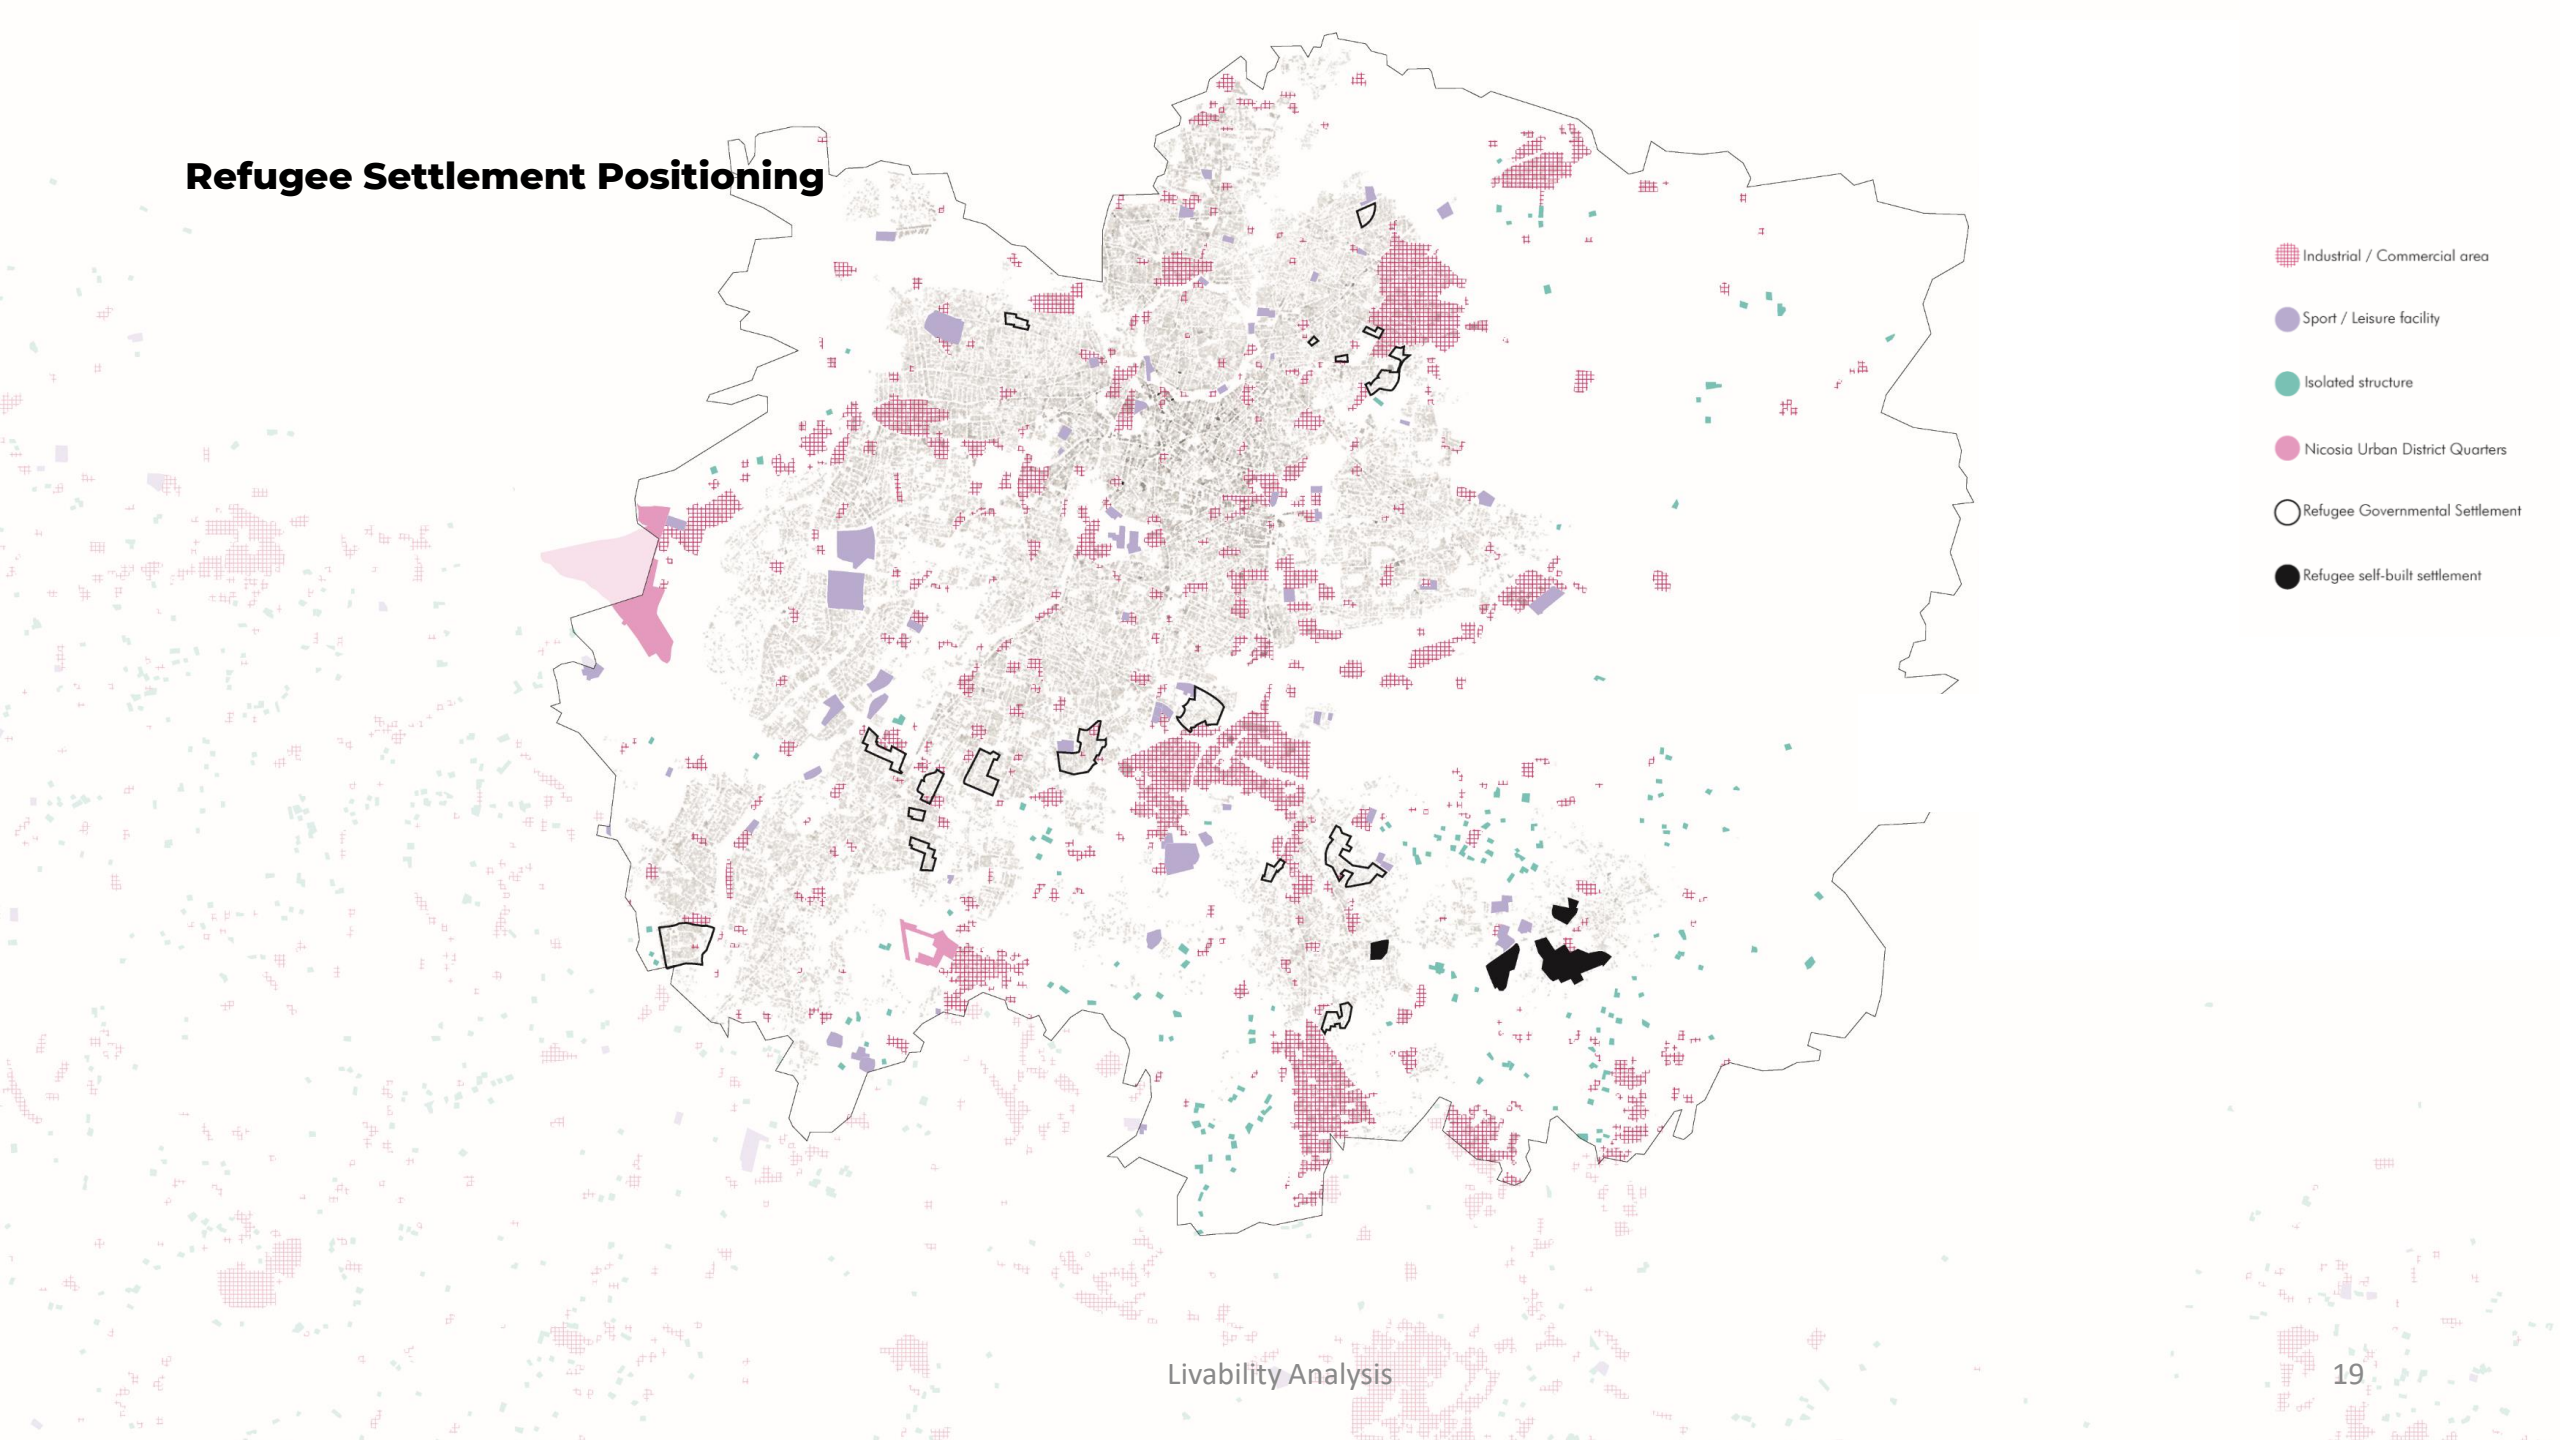 Refugee Settlement Positioning
Industrial / Commercial area
Sport / Leisure facility
Isolated structure
Nicosia Urban District Quarters
Refugee Governmental Settlement
Refugee self-built settlement
Livability Analysis
19